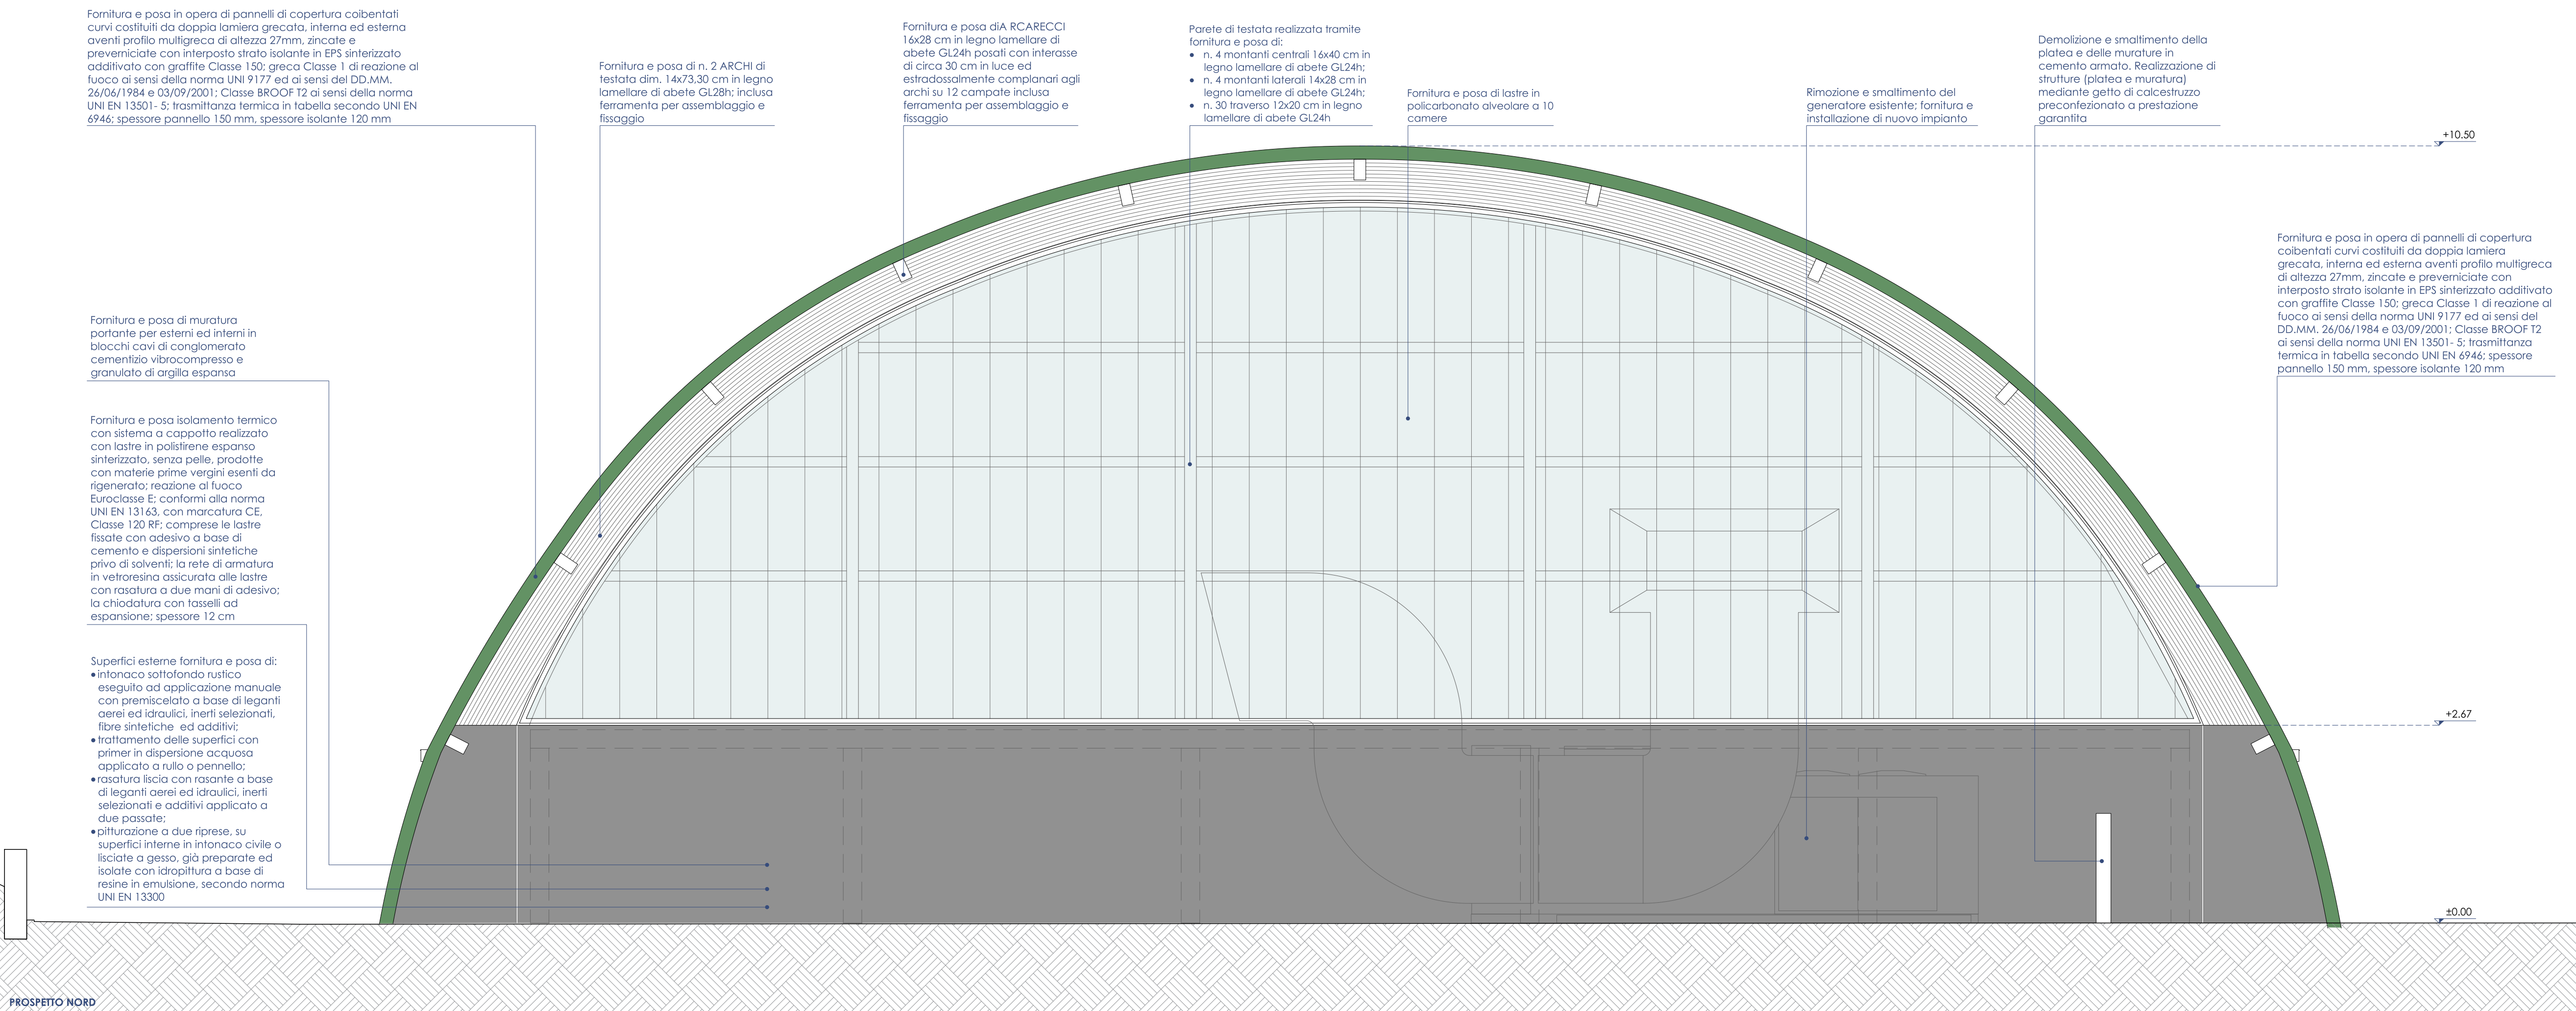 Fornitura e posa in opera di pannelli di copertura coibentati
curvi costituiti da doppia lamiera grecata, interna ed esterna
aventi profilo multigreca di altezza 27mm, zincate e
preverniciate con interposto strato isolante in EPS sinterizzato
additivato con graffite Classe 150; greca Classe 1 di reazione al
fuoco ai sensi della norma UNI 9177 ed ai sensi del DD.MM.
26/06/1984 e 03/09/2001; Classe BROOF T2 ai sensi della norma
UNI EN 13501- 5; trasmittanza termica in tabella secondo UNI EN
6946; spessore pannello 150 mm, spessore isolante 120 mm
Fornitura e posa di n. 2 ARCHI di
testata dim. 14x73,30 cm in legno
lamellare di abete GL28h; inclusa
ferramenta per assemblaggio e
fissaggio
Fornitura e posa diA RCARECCI
16x28 cm in legno lamellare di
abete GL24h posati con interasse
di circa 30 cm in luce ed
estradossalmente complanari agli
archi su 12 campate inclusa
ferramenta per assemblaggio e
fissaggio
Parete di testata realizzata tramite
fornitura e posa di:
• n. 4 montanti centrali 16x40 cm in
legno lamellare di abete GL24h;
• n. 4 montanti laterali 14x28 cm in
legno lamellare di abete GL24h;
• n. 30 traverso 12x20 cm in legno
lamellare di abete GL24h
Fornitura e posa di lastre in
policarbonato alveolare a 10
camere
Rimozione e smaltimento del
generatore esistente; fornitura e
installazione di nuovo impianto
Demolizione e smaltimento della
platea e delle murature in
cemento armato. Realizzazione di
strutture (platea e muratura)
mediante getto di calcestruzzo
preconfezionato a prestazione
garantita
+10.50
Fornitura e posa in opera di pannelli di copertura
coibentati curvi costituiti da doppia lamiera
grecata, interna ed esterna aventi profilo multigreca
di altezza 27mm, zincate e preverniciate con
interposto strato isolante in EPS sinterizzato additivato
con graffite Classe 150; greca Classe 1 di reazione al
fuoco ai sensi della norma UNI 9177 ed ai sensi del
DD.MM. 26/06/1984 e 03/09/2001; Classe BROOF T2
ai sensi della norma UNI EN 13501- 5; trasmittanza
termica in tabella secondo UNI EN 6946; spessore
pannello 150 mm, spessore isolante 120 mm
Fornitura e posa di muratura
portante per esterni ed interni in
blocchi cavi di conglomerato
cementizio vibrocompresso e
granulato di argilla espansa
Fornitura e posa isolamento termico
con sistema a cappotto realizzato
con lastre in polistirene espanso
sinterizzato, senza pelle, prodotte
con materie prime vergini esenti da
rigenerato; reazione al fuoco
Euroclasse E; conformi alla norma
UNI EN 13163, con marcatura CE,
Classe 120 RF; comprese le lastre
fissate con adesivo a base di
cemento e dispersioni sintetiche
privo di solventi; la rete di armatura
in vetroresina assicurata alle lastre
con rasatura a due mani di adesivo;
la chiodatura con tasselli ad
espansione; spessore 12 cm
Superfici esterne fornitura e posa di:
•intonaco sottofondo rustico
eseguito ad applicazione manuale
con premiscelato a base di leganti
aerei ed idraulici, inerti selezionati,
fibre sintetiche ed additivi;
•trattamento delle superfici con
primer in dispersione acquosa
applicato a rullo o pennello;
•rasatura liscia con rasante a base
di leganti aerei ed idraulici, inerti
selezionati e additivi applicato a
due passate;
•pitturazione a due riprese, su
superfici interne in intonaco civile o
lisciate a gesso, già preparate ed
isolate con idropittura a base di
resine in emulsione, secondo norma
UNI EN 13300
+2.67
±0.00
PROSPETTO NORD